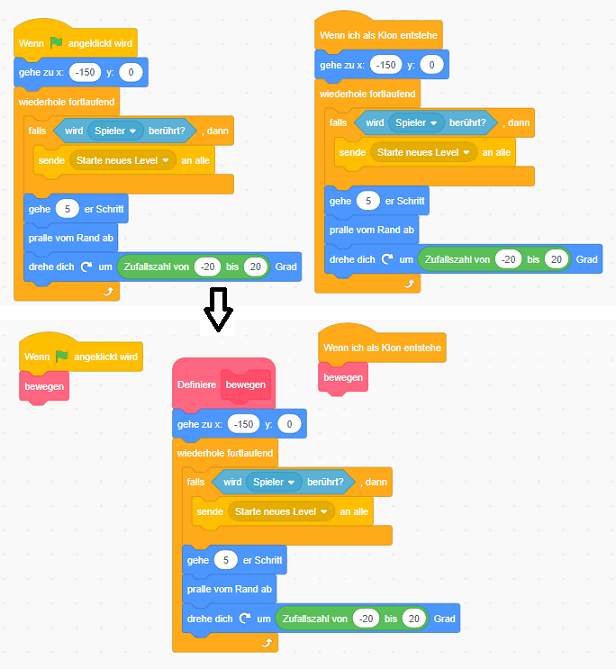 Wenn angeklickt wird
gehe zu x: -150 y: 0
wiederhole fortlaufend
falls wird Spieler berührt? , dann
sende Starte neues Level an alle
gehe 5 er Schritt
pralle vom Rand ab
drehe dich um Zufallszahl von -20 bis 20 Grad
Wenn ich als Klon entstehe
gehe zu x: -150 y: 0
wiederhole fortlaufend
falls wird Spieler berührt? , dann
sende Starte neues Level an alle
gehe 5 er Schritt
pralle vom Rand ab
drehe dich um Zufallszahl von -20 bis 20 Grad
Wenn angeklickt wird
bewegen
Definiere bewegen
gehe zu x: -150 y: 0
wiederhole fortlaufend
falls wird Spieler berührt? , dann
sende Starte neues Level an alle
gehe 5 er Schritt
pralle vom Rand ab
drehe dich um Zufallszahl von -20 bis 20 Grad
Wenn ich als Klon entstehe
bewegen